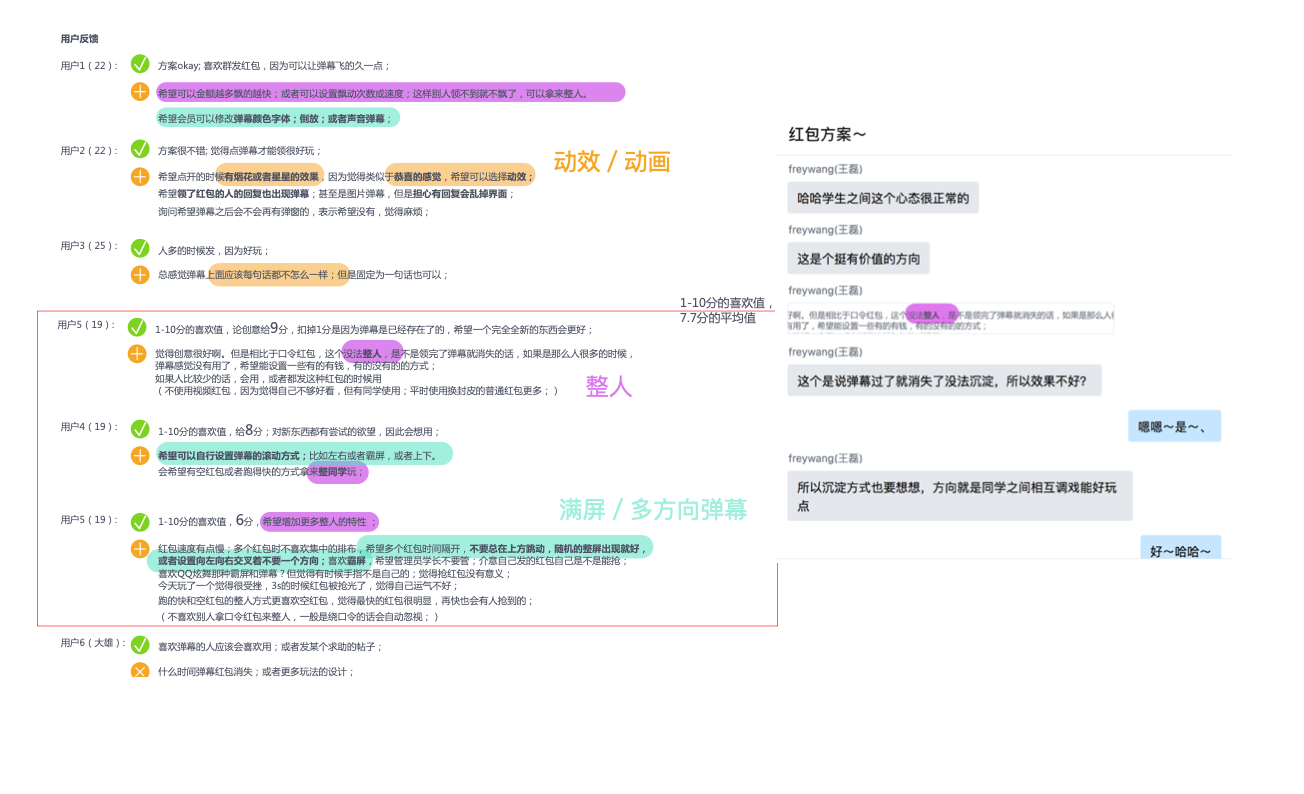 用户反馈
用户1（22）：
方案okay; 喜欢群发红包，因为可以让弹幕飞的久一点；
希望可以金额越多飘的越快；或者可以设置飘动次数或速度；这样别人领不到就不飘了，可以拿来整人。
希望会员可以修改弹幕颜色字体；倒放；或者声音弹幕；
用户2（22）：
方案很不错; 觉得点弹幕才能领很好玩；
动效 / 动画
希望点开的时候有烟花或者星星的效果，因为觉得类似于恭喜的感觉，希望可以选择动效；
希望领了红包的人的回复也出现弹幕；甚至是图片弹幕，但是担心有回复会乱掉界面；
询问希望弹幕之后会不会再有弹窗的，表示希望没有，觉得麻烦；
用户3（25）：
人多的时候发，因为好玩；
总感觉弹幕上面应该每句话都不怎么一样；但是固定为一句话也可以；
1-10分的喜欢值，
7.7分的平均值
用户5（19）：
1-10分的喜欢值，论创意给9分，扣掉1分是因为弹幕是已经存在了的，希望一个完全全新的东西会更好；
觉得创意很好啊。但是相比于口令红包，这个没法整人，是不是领完了弹幕就消失的话，如果是那么人很多的时候，
弹幕感觉没有用了，希望能设置一些有的有钱，有的没有的的方式；
如果人比较少的话，会用，或者都发这种红包的时候用
（不使用视频红包，因为觉得自己不够好看，但有同学使用；平时使用换封皮的普通红包更多；）
整人
用户4（19）：
1-10分的喜欢值，给8分；对新东西都有尝试的欲望，因此会想用；
希望可以自行设置弹幕的滚动方式；比如左右或者霸屏，或者上下。
会希望有空红包或者跑得快的方式拿来整同学玩；
满屏 / 多方向弹幕
用户5（19）：
1-10分的喜欢值，6分，希望增加更多整人的特性 ；
红包速度有点慢；多个红包时不喜欢集中的排布，希望多个红包时间隔开，不要总在上方跳动，随机的整屏出现就好，
或者设置向左向右交叉着不要一个方向；喜欢霸屏，希望管理员学长不要管；介意自己发的红包自己是不是能抢；
喜欢QQ炫舞那种霸屏和弹幕？但觉得有时候手指不是自己的；觉得抢红包没有意义；
今天玩了一个觉得很受挫，3s的时候红包被抢光了，觉得自己运气不好；
跑的快和空红包的整人方式更喜欢空红包，觉得最快的红包很明显，再快也会有人抢到的；
（不喜欢别人拿口令红包来整人，一般是绕口令的话会自动忽视；）
用户6（大雄）：
喜欢弹幕的人应该会喜欢用；或者发某个求助的帖子；
什么时间弹幕红包消失；或者更多玩法的设计；
红包方案～
freywang(王磊)
哈哈学生之间这个心态很正常的
freywang(王磊)
这是个挺有价值的方向
freywang(王磊)
啊。但是相比于口令红包，这个没法整人，是不是领完了弹幕就消失的话，如果是那么人
有用了，希望能设置一些有的有钱，有的没有的的方式；
freywang(王磊)
这个是说弹幕过了就消失了没法沉淀，所以效果不好？
嗯嗯～是～、
freywang(王磊)
所以沉淀方式也要想想，方向就是同学之间相互调戏能好玩
点
好～哈哈～